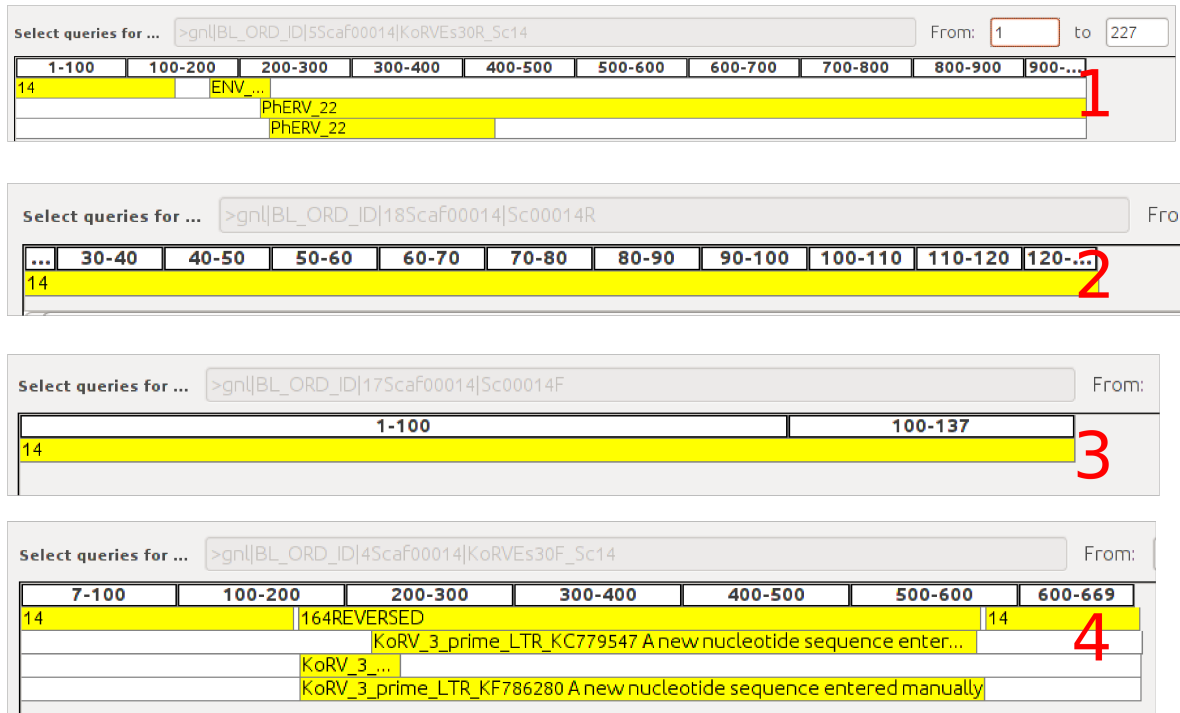 Select queries for ... >gnl|BL_ORD_ID|5Scaf00014|KoRVEs30R_Sc14 From: 1 to 227
1-100 100-200 200-300 300-400 400-500 500-600 600-700 700-800 800-900 900-...
14 ENV_...
PhERV_22
PhERV_22
1
Select queries for ... >gnl|BL_ORD_ID|18Scaf00014|Sc00014R Fro
... 30-40 40-50 50-60 60-70 70-80 80-90 90-100 100-110 110-120 120-...
14
2
Select queries for ... >gnl|BL_ORD_ID|17Scaf00014|Sc00014F From:
1-100 100-137
14
3
Select queries for ... >gnl|BL_ORD_ID|4Scaf00014|KoRVEs30F_Sc14 From:
7-100 100-200 200-300 300-400 400-500 500-600 600-669
14 164REVERSED 14
KoRV_3_prime_LTR_KC779547 A new nucleotide sequence enter...
KoRV_3_...
KoRV_3_prime_LTR_KF786280 A new nucleotide sequence entered manually
4